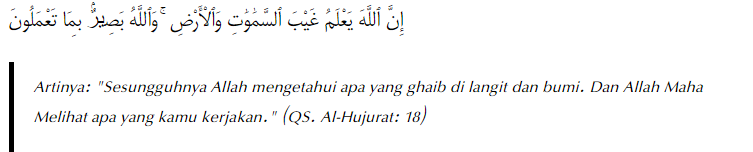 إِنَّ اللَّهَ يَعْلَمُ غَيْبَ ٱلسَّمَٰوَٰتِ وَٱلْأَرْضِ ۚ وَٱللَّهُ بَصِيرٌۢ بِمَا تَعْمَلُونَ
Artinya: "Sesungguhnya Allah mengetahui apa yang ghaib di langit dan bumi. Dan Allah Maha
Melihat apa yang kamu kerjakan." (QS. Al-Hujurat: 18)